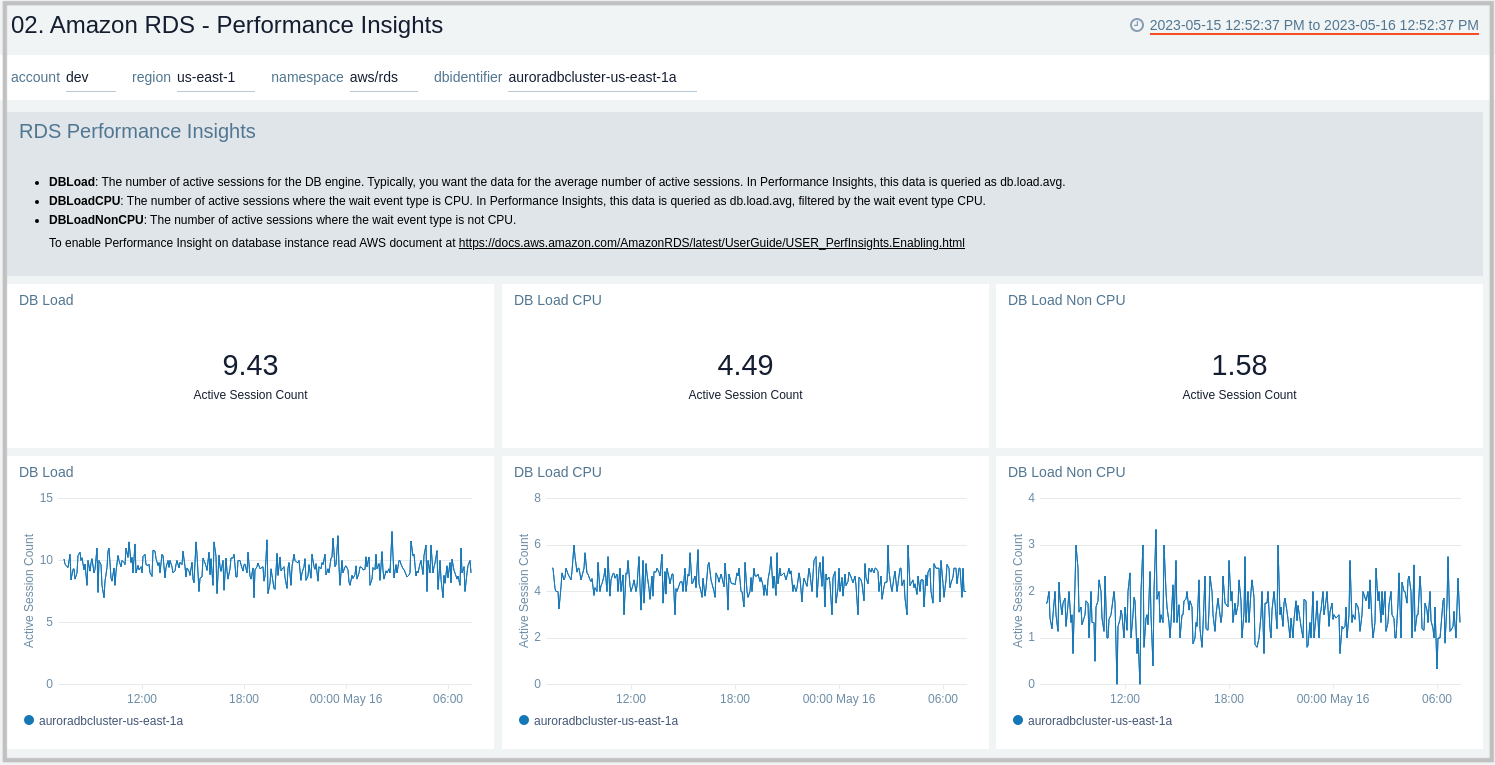 02. Amazon RDS - Performance Insights
2023-05-15 12:52:37 PM to 2023-05-16 12:52:37 PM
account dev region us-east-1 namespace aws/rds dbidentifier auroradbcluster-us-east-1a
RDS Performance Insights
• DBLoad: The number of active sessions for the DB engine. Typically, you want the data for the average number of active sessions. In Performance Insights, this data is queried as db.load.avg.
• DBLoadCPU: The number of active sessions where the wait event type is CPU. In Performance Insights, this data is queried as db.load.avg, filtered by the wait event type CPU.
• DBLoadNonCPU: The number of active sessions where the wait event type is not CPU.
To enable Performance Insight on database instance read AWS document at https://docs.aws.amazon.com/AmazonRDS/latest/UserGuide/USER_PerfInsights.Enabling.html
DB Load
9.43
Active Session Count
DB Load CPU
4.49
Active Session Count
DB Load Non CPU
1.58
Active Session Count
DB Load
Active Session Count
15
10
5
0
12:00 18:00 00:00 May 16 06:00
auroradbcluster-us-east-1a
DB Load CPU
Active Session Count
8
6
4
2
0
12:00 18:00 00:00 May 16 06:00
auroradbcluster-us-east-1a
DB Load Non CPU
Active Session Count
4
3
2
1
0
12:00 18:00 00:00 May 16 06:00
auroradbcluster-us-east-1a